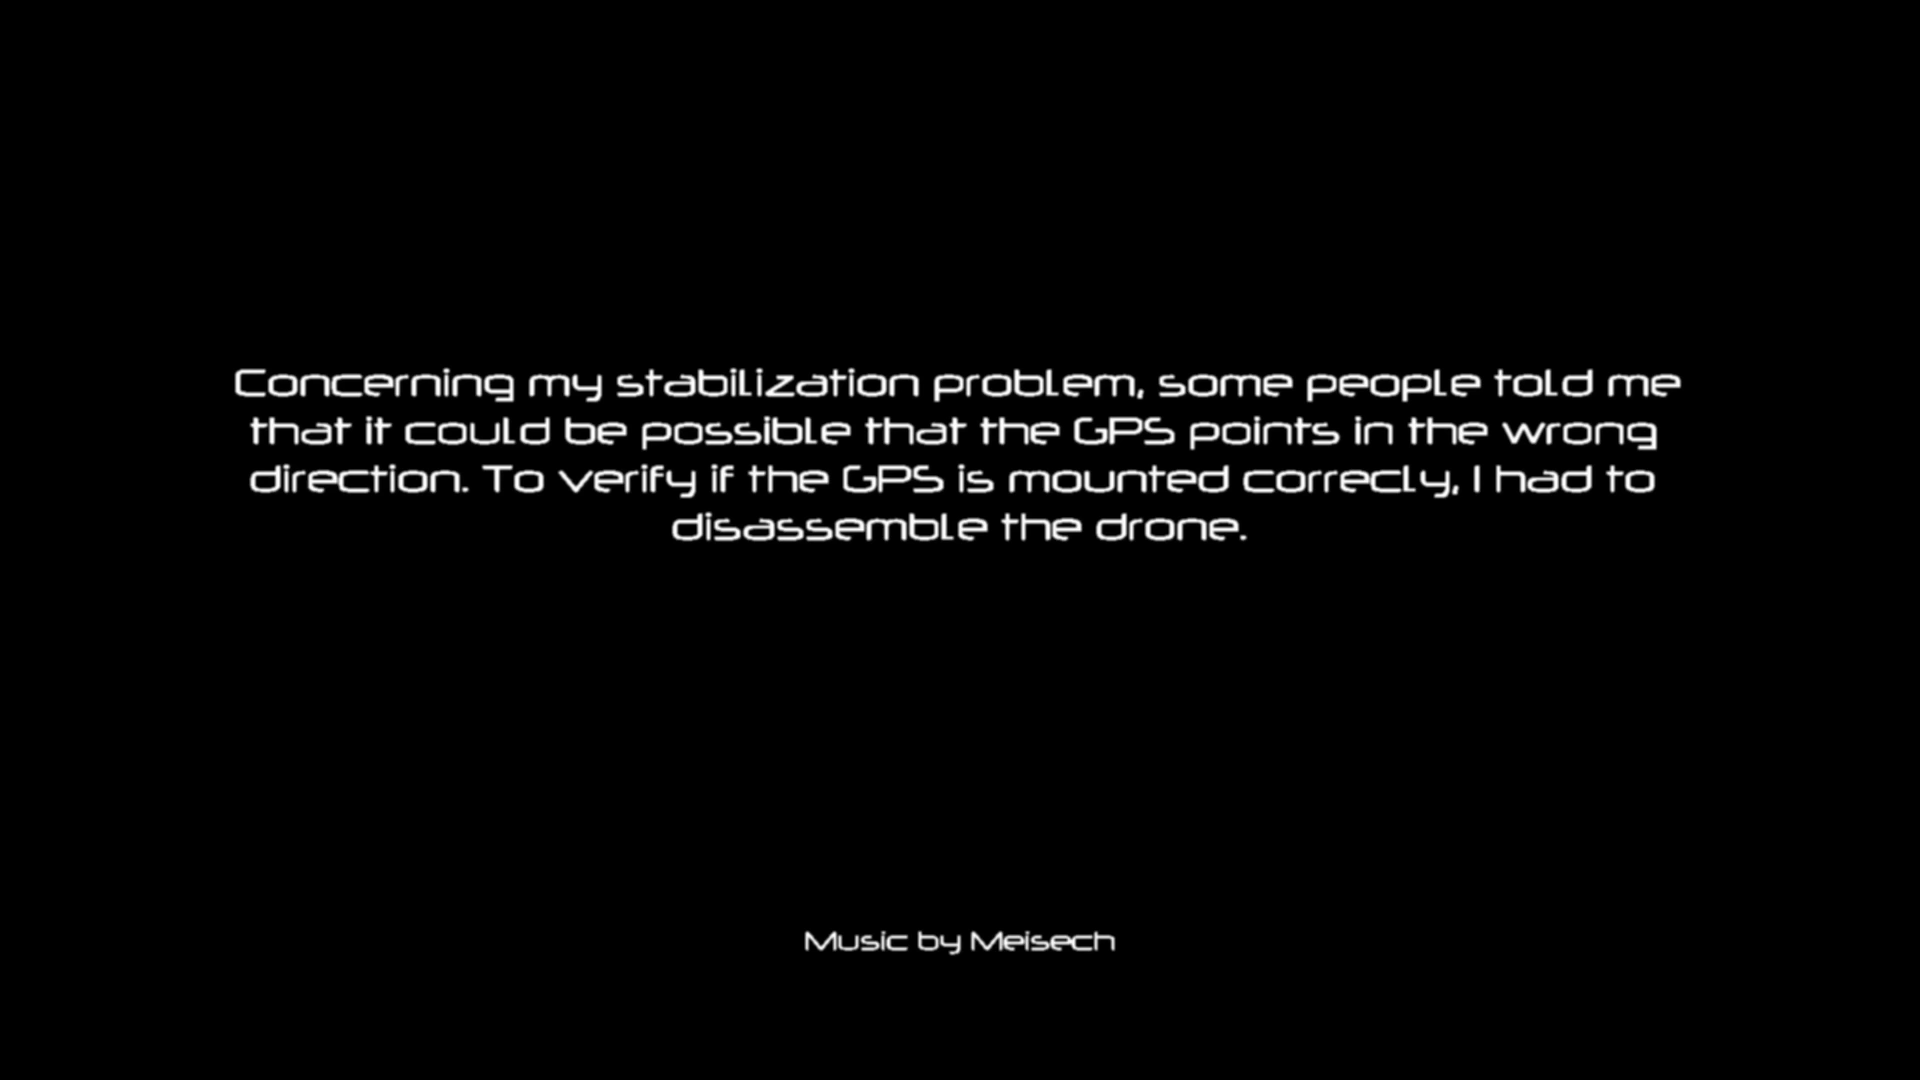 Concerning my stabilization problem, some people told me
that it could be possible that the GPS points in the wrong
direction. To verify if the GPS is mounted correcly, I had to
disassemble the drone.
Music by Meisech